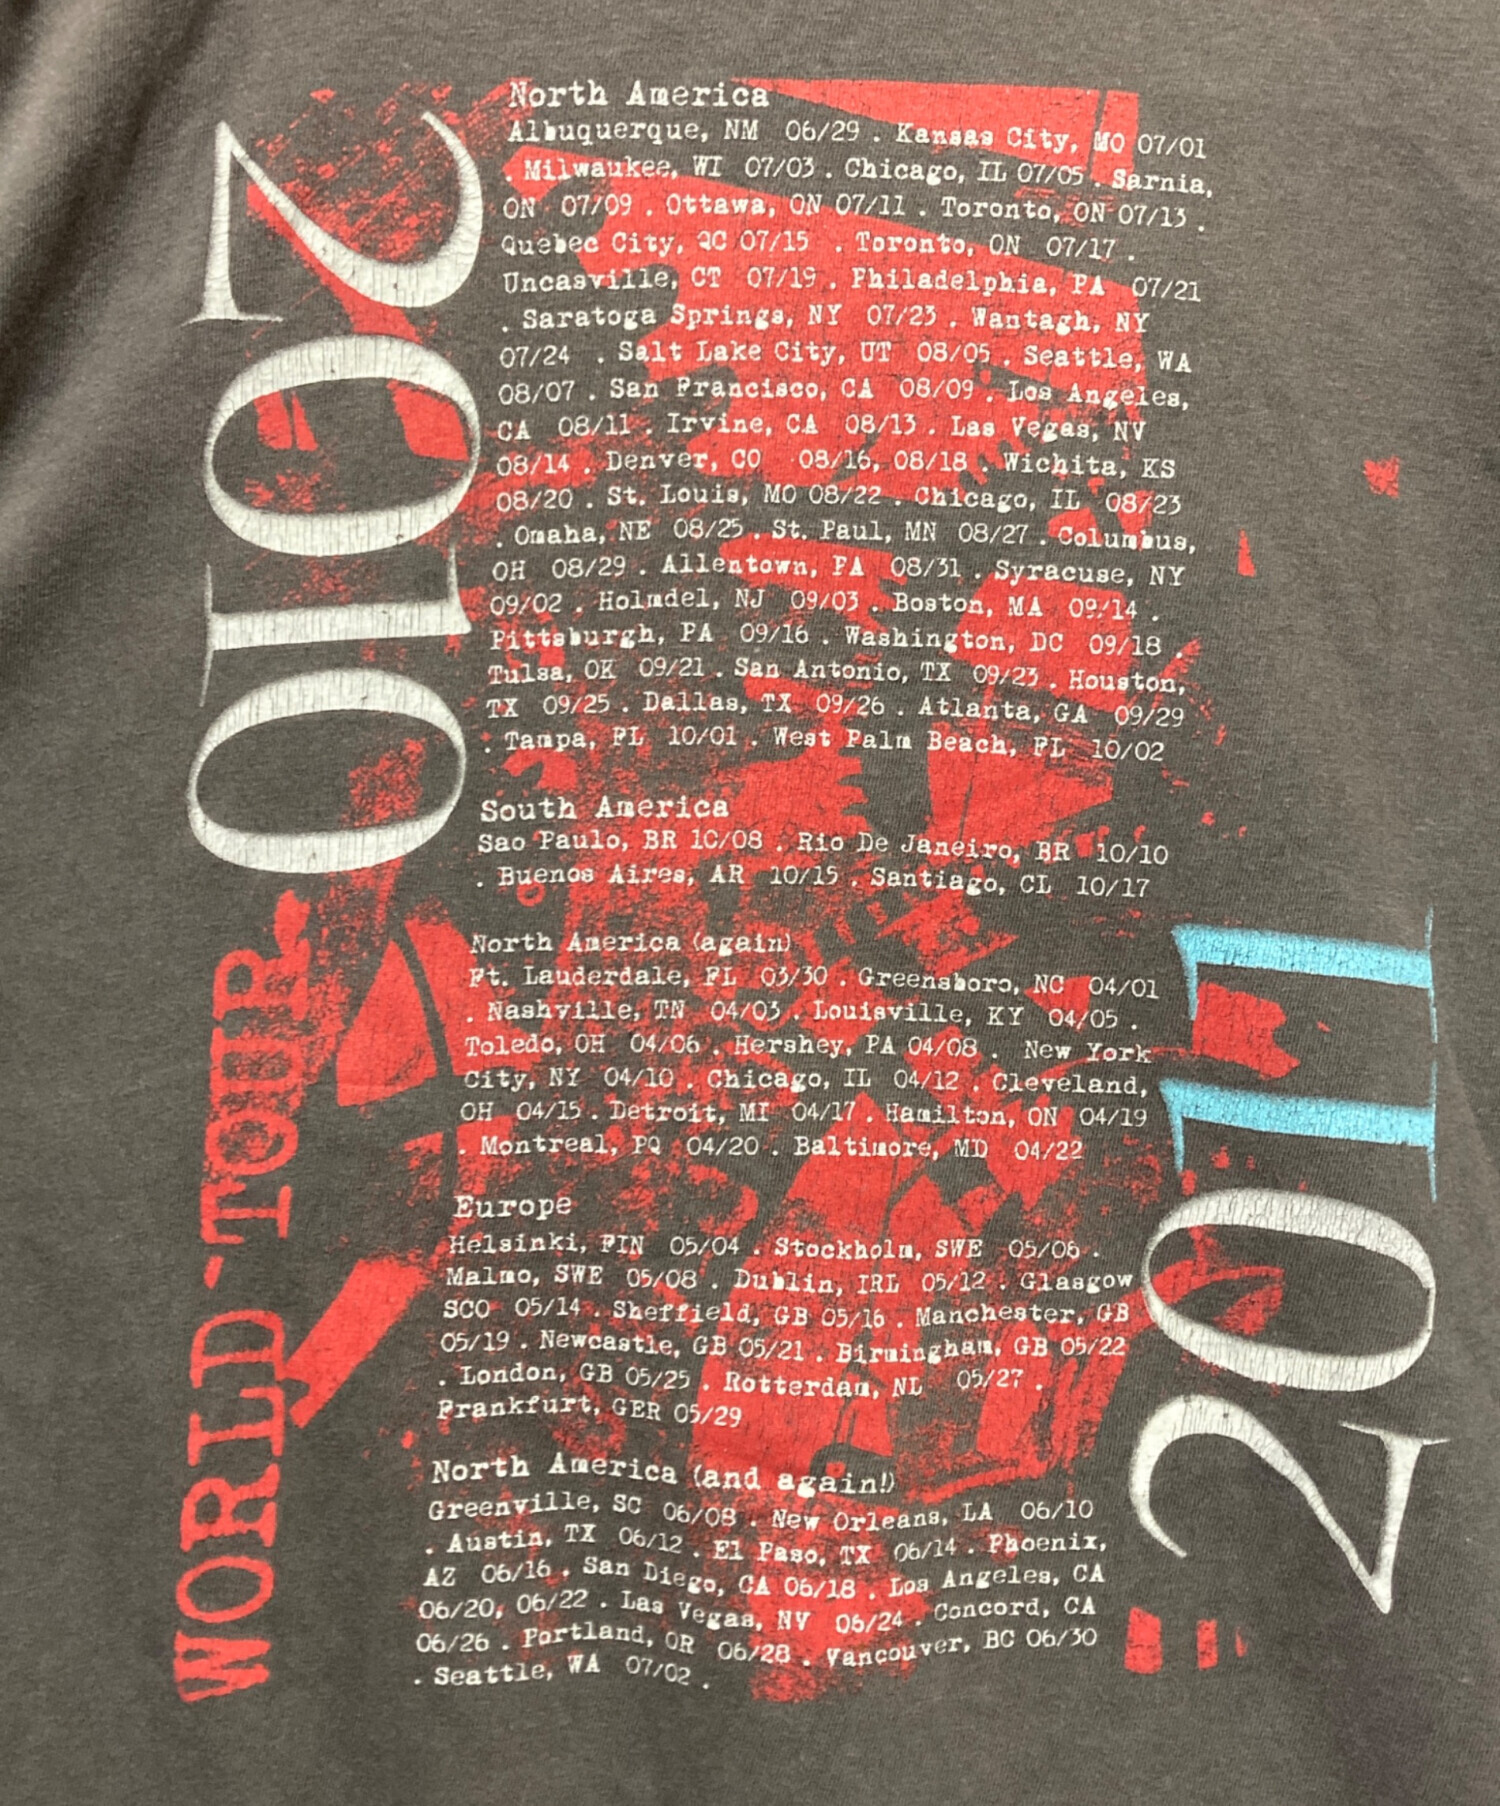 2010
WORLD TOUR
North America
Albuquerque, NM 06/29 . Kansas City, MO 07/01
. Milwaukee, WI 07/03 . Chicago, IL 07/05 . Sarnia,
ON 07/09 . Ottawa, ON 07/11 . Toronto, ON 07/13 .
Quebec City, QC 07/15 . Toronto, ON 07/17 .
Uncasville, CT 07/19 . Philadelphia, PA 07/21
. Saratoga Springs, NY 07/23 . Wantagh, NY
07/24 . Salt Lake City, UT 08/05 . Seattle, WA
08/07 . San Francisco, CA 08/09 . Los Angeles,
CA 08/11 . Irvine, CA 08/13 . Las Vegas, NV
08/14 . Denver, CO 08/16, 08/18 . Wichita, KS
08/20 . St. Louis, MO 08/22 . Chicago, IL 08/23
. Omaha, NE 08/25 . St. Paul, MN 08/27 . Columbus,
OH 08/29 . Allentown, PA 08/31 . Syracuse, NY
09/02 . Holmdel, NJ 09/03 . Boston, MA 09/14 .
Pittsburgh, PA 09/16 . Washington, DC 09/18 .
Tulsa, OK 09/21 . San Antonio, TX 09/23 . Houston,
TX 09/25 . Dallas, TX 09/26 . Atlanta, GA 09/29
. Tampa, FL 10/01 . West Palm Beach, FL 10/02
South America
Sao Paulo, BR 10/08 . Rio De Janeiro, BR 10/10
. Buenos Aires, AR 10/15 . Santiago, CL 10/17
North America (again)
Ft. Lauderdale, FL 03/30 . Greensboro, NC 04/01
. Nashville, TN 04/03 . Louisville, KY 04/05 .
Toledo, OH 04/06 . Hershey, PA 04/08 . New York
City, NY 04/10 . Chicago, IL 04/12 . Cleveland,
OH 04/15 . Detroit, MI 04/17 . Hamilton, ON 04/19
. Montreal, PQ 04/20 . Baltimore, MD 04/22
Europe
Helsinki, FIN 05/04 . Stockholm, SWE 05/06 .
Malmo, SWE 05/08 . Dublin, IRL 05/12 . Glasgow
SCO 05/14 . Sheffield, GB 05/16 . Manchester, GB
05/19 . Newcastle, GB 05/21 . Birmingham, GB 05/22
. London, GB 05/25 . Rotterdam, NL 05/27 .
Frankfurt, GER 05/29
North America (and again!)
Greenville, SC 06/08 . New Orleans, LA 06/10
. Austin, TX 06/12 . El Paso, TX 06/14 . Phoenix,
AZ 06/16 . San Diego, CA 06/18 . Los Angeles, CA
06/20, 06/22 . Las Vegas, NV 06/24 . Concord, CA
06/26 . Portland, OR 06/28 . Vancouver, BC 06/30
. Seattle, WA 07/02 .
2011